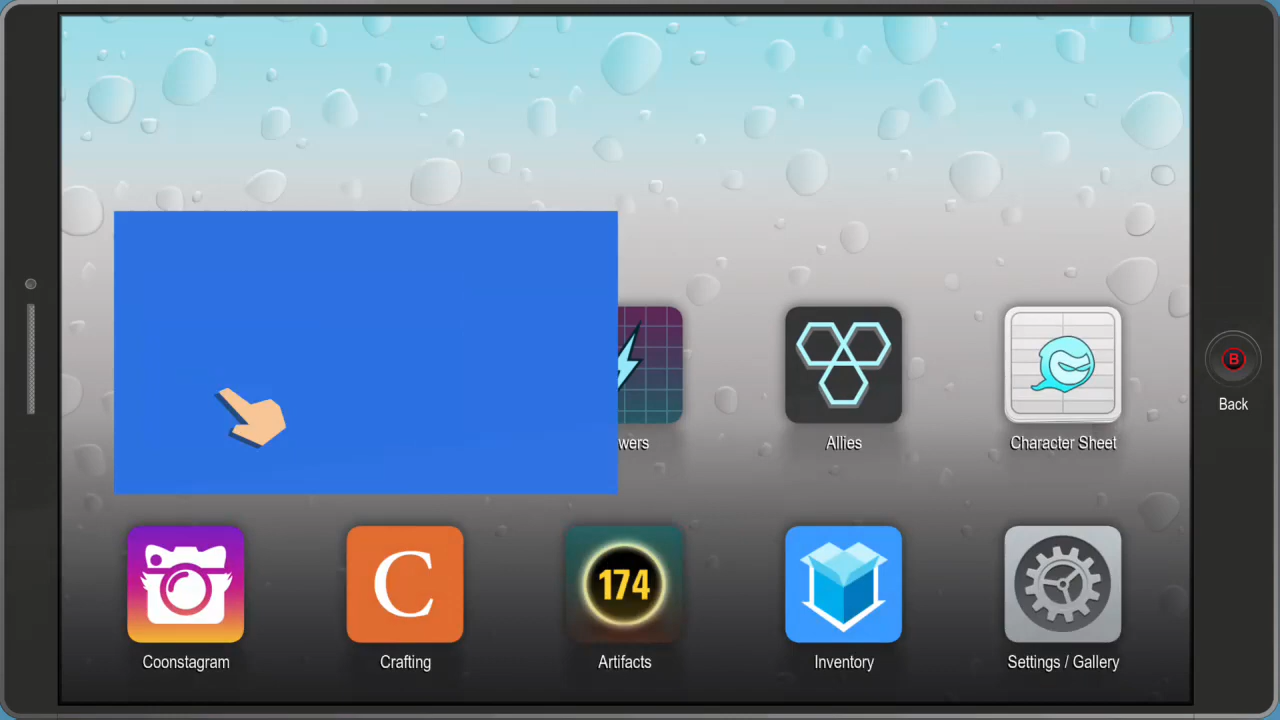 B
Back
wers
Allies
Character Sheet
C
174
Coonstagram
Crafting
Artifacts
Inventory
Settings / Gallery